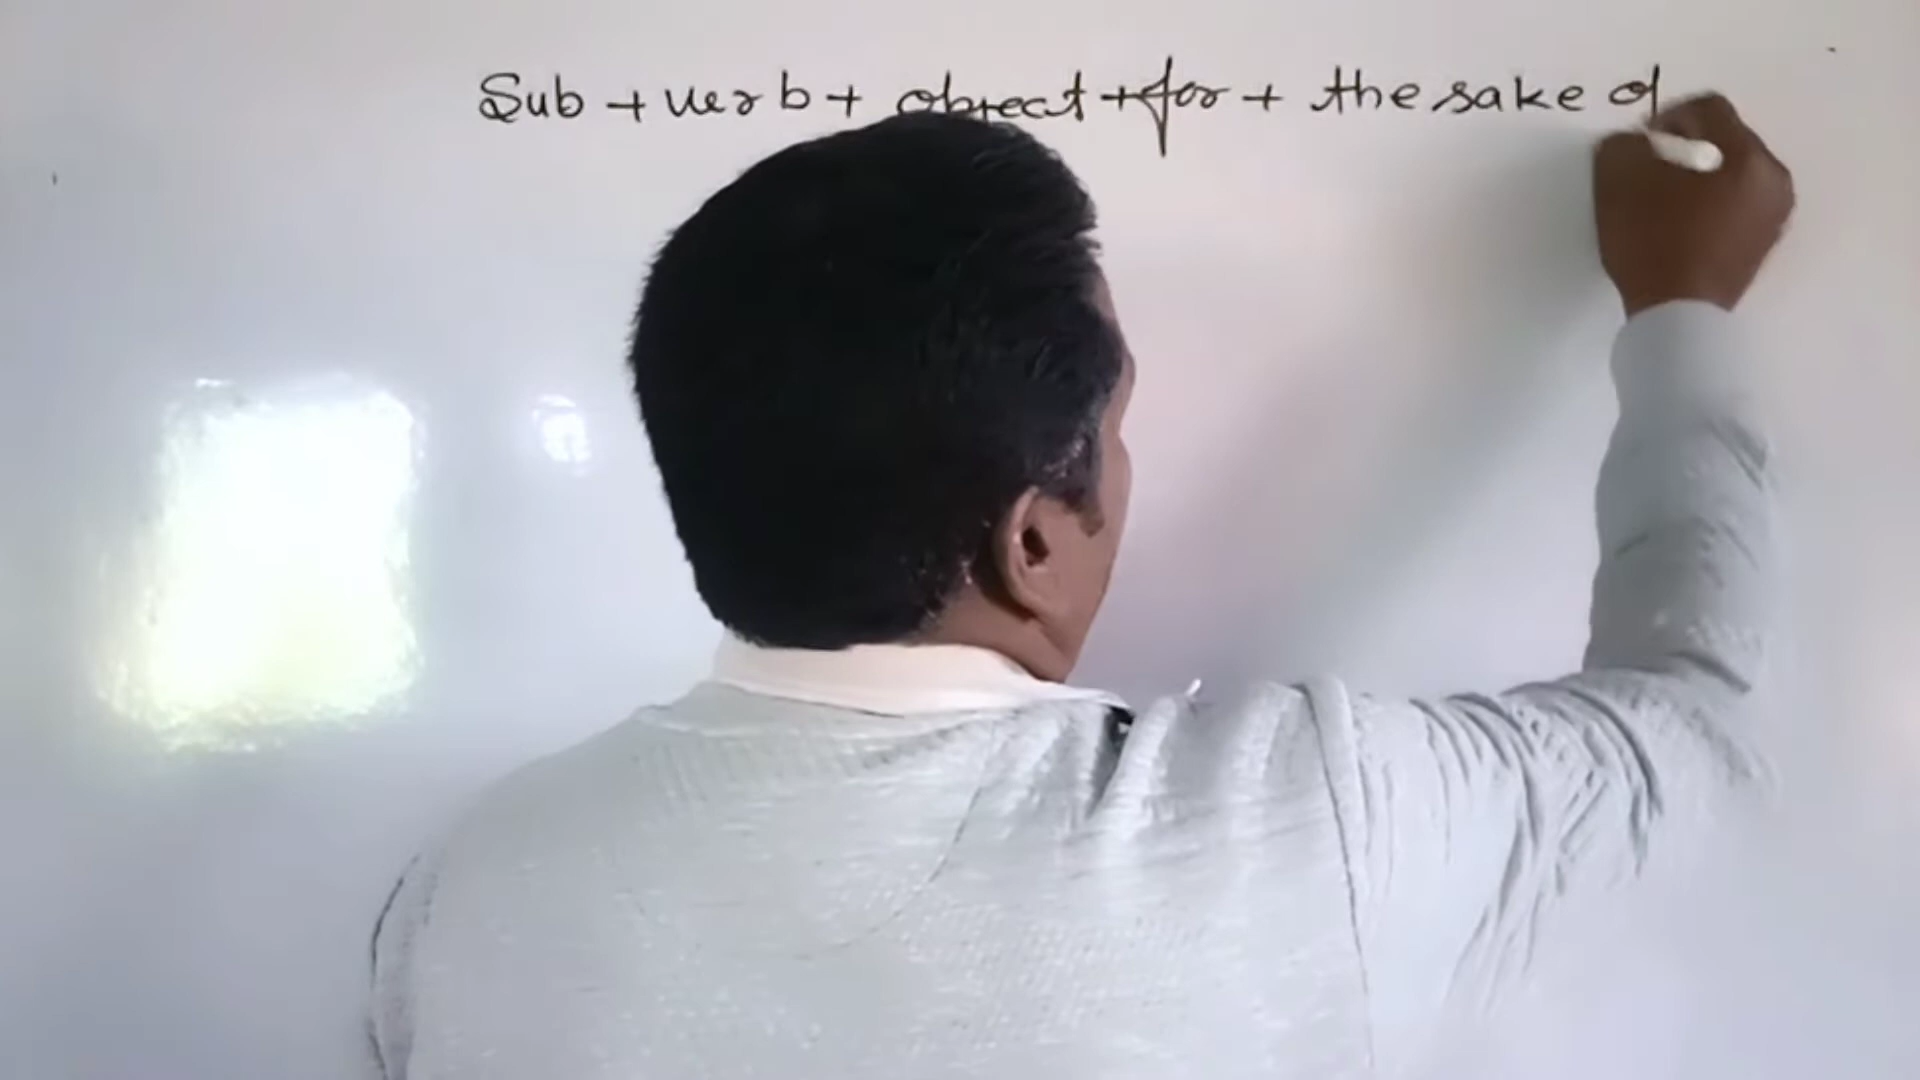 Sub + verb + object + for + the sake of